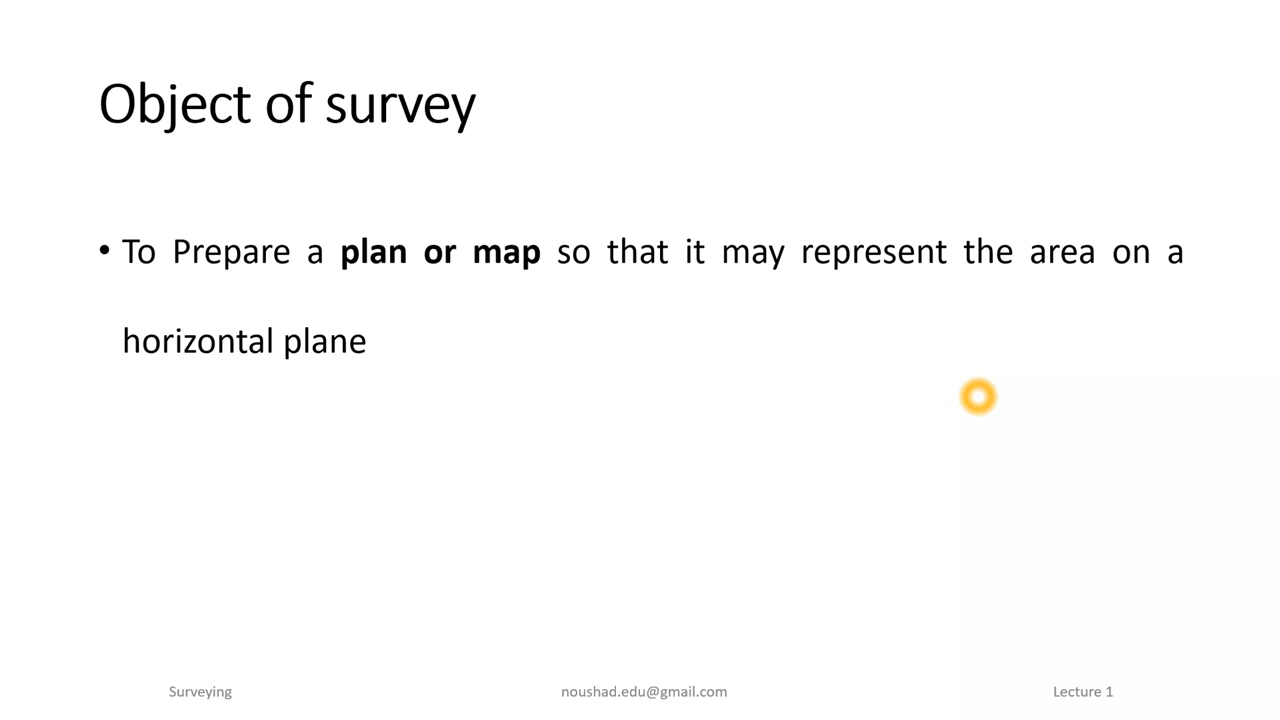 Object of survey
• To Prepare a plan or map so that it may represent the area on a
horizontal plane
Surveying
noushad.edu@gmail.com
Lecture 1